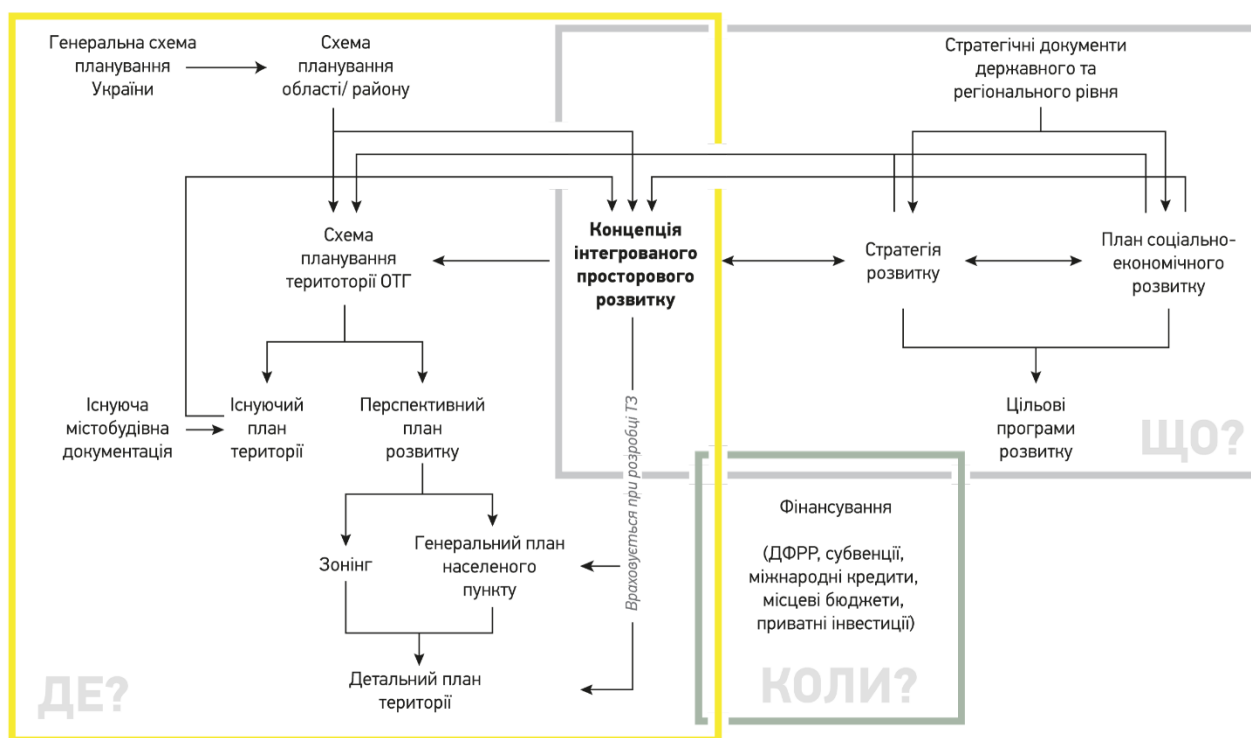 Генеральна схема
планування
України
Схема
планування
області/ району
Стратегічні документи
державного та
регіонального рівня
Схема
планування
територторії ОТГ
Концепція
інтегрованого
просторового
розвитку
Стратегія
розвитку
План соціально-
економічного
розвитку
Існуюча
містобудівна
документація
Існуючий
план
території
Перспективний
план
розвитку
Враховується при розробці ТЗ
Цільові
програми
розвитку
ЩО?
Зонінг
Генеральний план
населеного
пункту
Фінансування
(ДФРР, субвенції,
міжнародні кредити,
місцеві бюджети,
приватні інвестиції)
Детальний план
території
ДЕ?
КОЛИ?